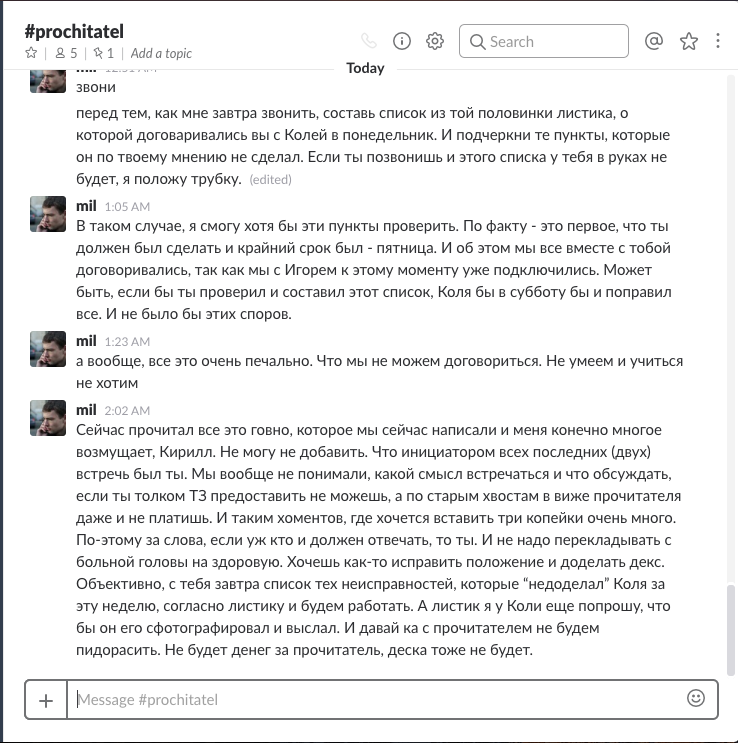 #prochitatel
5
1
Add a topic
Search
Today
mil 12:51 AM
звони
перед тем, как мне завтра звонить, составь список из той половинки листика, о
которой договаривались вы с Колей в понедельник. И подчеркни те пункты, которые
он по твоему мнению не сделал. Если ты позвонишь и этого списка у тебя в руках не
будет, я положу трубку. (edited)
mil 1:05 AM
В таком случае, я смогу хотя бы эти пункты проверить. По факту - это первое, что ты
должен был сделать и крайний срок был - пятница. И об этом мы все вместе с тобой
договоривались, так как мы с Игорем к этому моменту уже подключились. Может
быть, если бы ты проверил и составил этот список, Коля бы в субботу бы и поправил
все. И не было бы этих споров.
mil 1:23 AM
а вообще, все это очень печально. Что мы не можем договориться. Не умеем и учиться
не хотим
mil 2:02 AM
Сейчас прочитал все это говно, которое мы сейчас написали и меня конечно многое
возмущает, Кирилл. Не могу не добавить. Что инициатором всех последних (двух)
встречь был ты. Мы вообще не понимали, какой смысл встречаться и что обсуждать,
если ты толком ТЗ предоставить не можешь, а по старым хвостам в виже прочитателя
даже и не платишь. И таким хоментов, где хочется вставить три копейки очень много.
По-этому за слова, если уж кто и должен отвечать, то ты. И не надо перекладывать с
больной головы на здоровую. Хочешь как-то исправить положение и доделать декс.
Объективно, с тебя завтра список тех неисправностей, которые “недоделал” Коля за
эту неделю, согласно листику и будем работать. А листик я у Коли еще попрошу, что
бы он его сфотографировал и выслал. И давай ка с прочитателем не будем
пидорасить. Не будет денег за прочитатель, деска тоже не будет.
Message #prochitatel